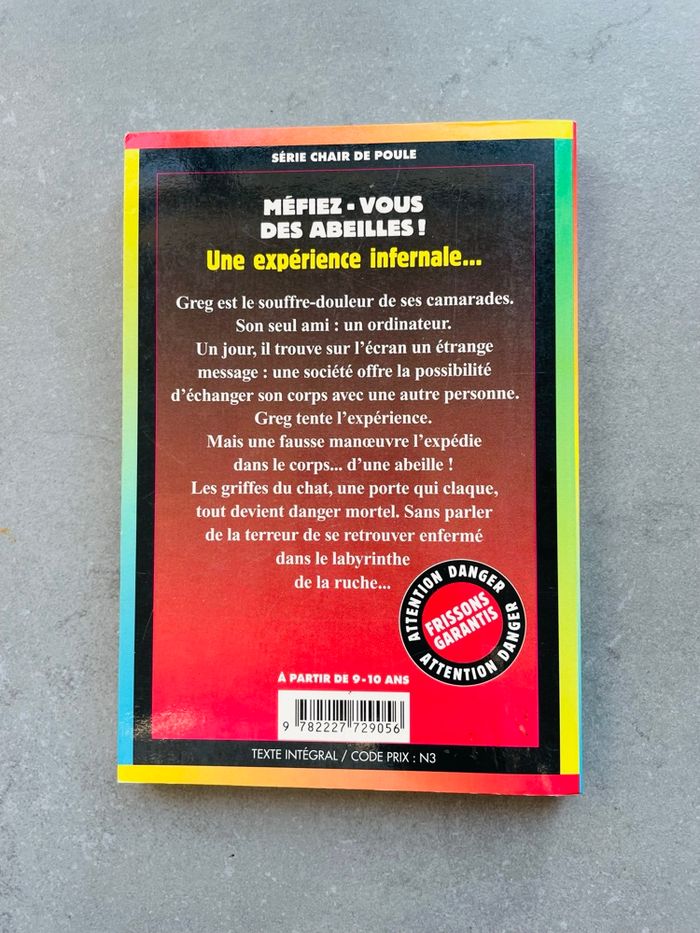 SÉRIE CHAIR DE POULE
MÉFIEZ-VOUS
DES ABEILLES !
Une expérience infernale...
Greg est le souffre-douleur de ses camarades.
Son seul ami : un ordinateur.
Un jour, il trouve sur l'écran un étrange
message : une société offre la possibilité
d'échanger son corps avec une autre personne.
Greg tente l'expérience.
Mais une fausse manœuvre l'expédie
dans le corps... d'une abeille !
Les griffes du chat, une porte qui claque,
tout devient danger mortel. Sans parler
de la terreur de se retrouver enfermé
dans le labyrinthe
de la ruche...
ATTENTION DANGER
FRISSONS
GARANTIS
ATTENTION DANGER
À PARTIR DE 9-10 ANS
9 782227 729056
TEXTE INTÉGRAL / CODE PRIX : N3